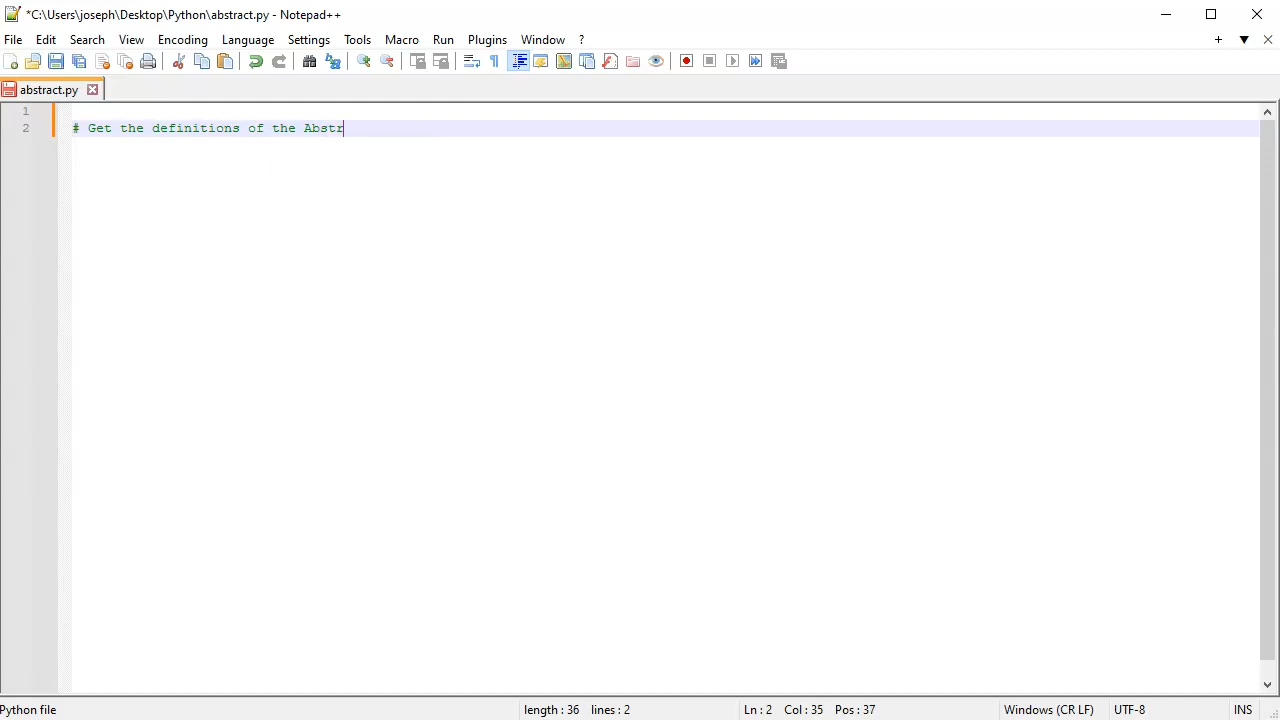 *C:\Users\joseph\Desktop\Python\abstract.py - Notepad++
File Edit Search View Encoding Language Settings Tools Macro Run Plugins Window ?
abstract.py
1
2 # Get the definitions of the Abstr
Python file length : 36 lines : 2 Ln : 2 Col : 35 Pos : 37 Windows (CR LF) UTF-8 INS